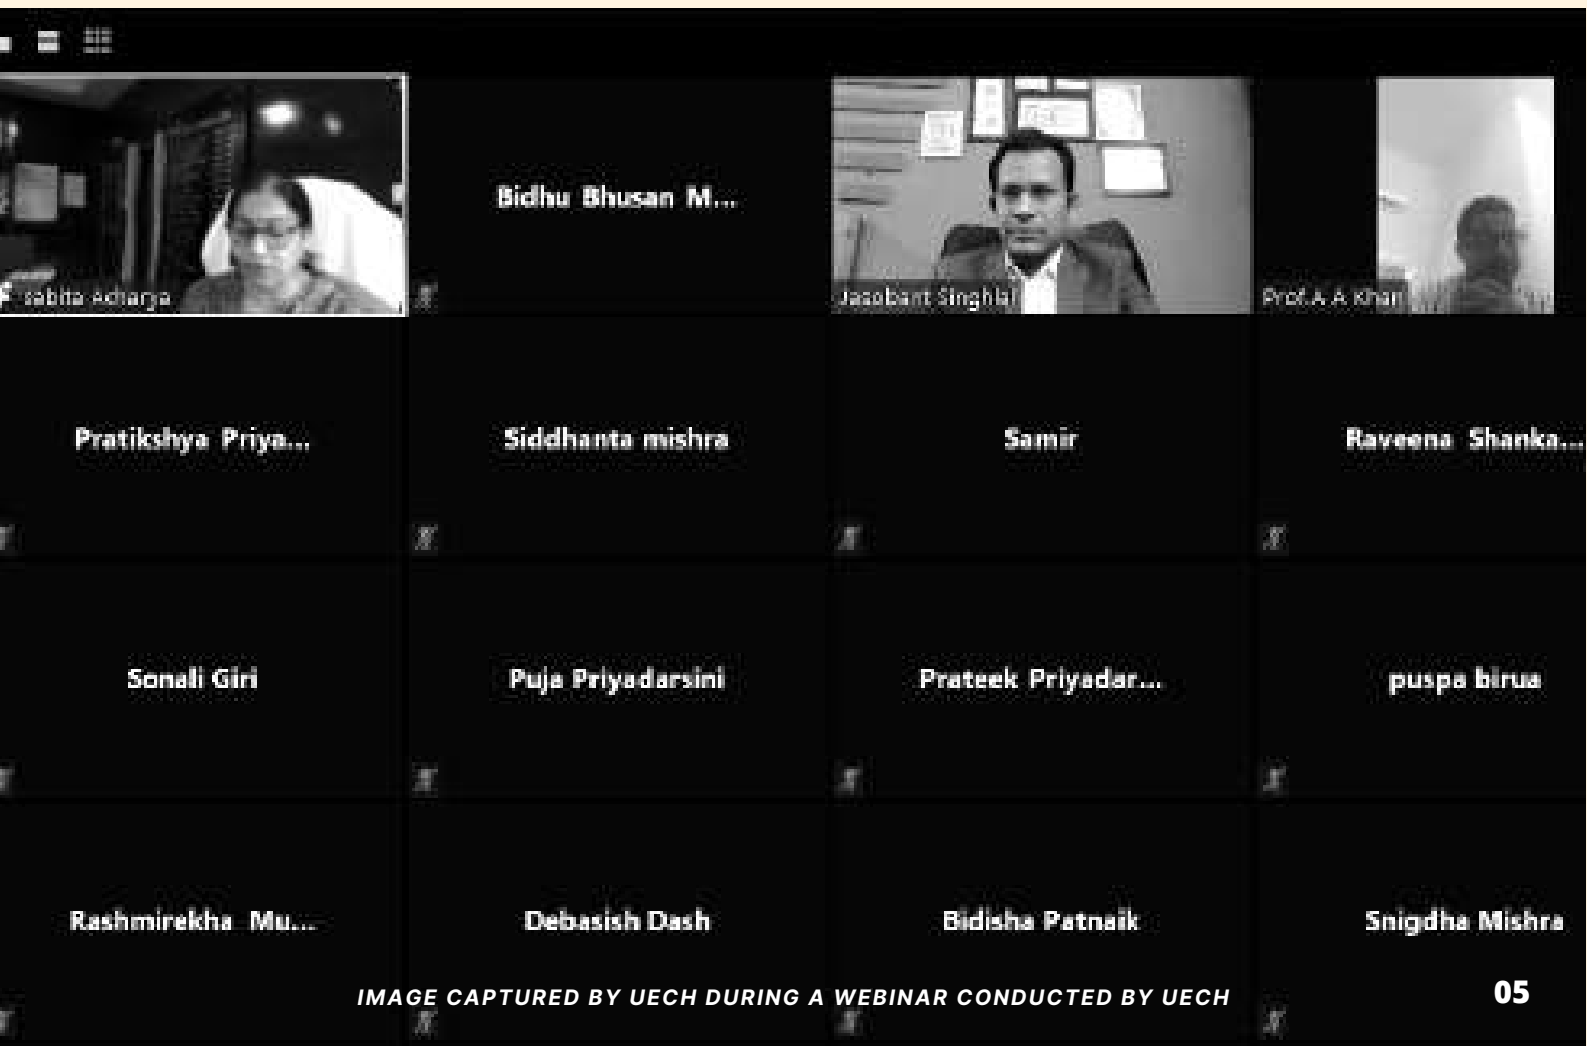 sabita Acharya
Bidhu Bhusan M...
Jasobant Singhlal
Prof.A A Khan
Pratikshya Priya...
Siddhanta mishra
Samir
Raveena Shanka...
Sonali Giri
Puja Priyadarsini
Prateek Priyadar...
puspa birua
Rashmirekha Mu...
Debasish Dash
Bidisha Patnaik
Snigdha Mishra
IMAGE CAPTURED BY UECH DURING A WEBINAR CONDUCTED BY UECH
05